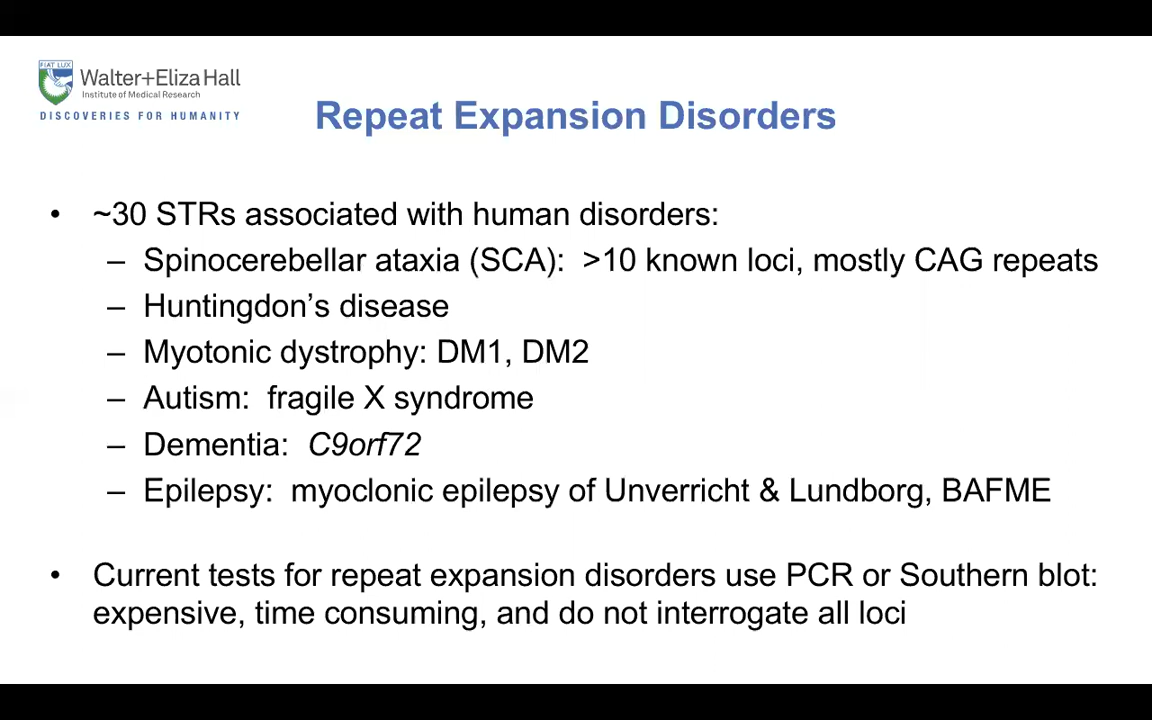 FIAT LUX
Walter+Eliza Hall
Institute of Medical Research
DISCOVERIES FOR HUMANITY
Repeat Expansion Disorders
• ~30 STRs associated with human disorders:
– Spinocerebellar ataxia (SCA): >10 known loci, mostly CAG repeats
– Huntingdon’s disease
– Myotonic dystrophy: DM1, DM2
– Autism: fragile X syndrome
– Dementia: C9orf72
– Epilepsy: myoclonic epilepsy of Unverricht & Lundborg, BAFME
• Current tests for repeat expansion disorders use PCR or Southern blot:
expensive, time consuming, and do not interrogate all loci